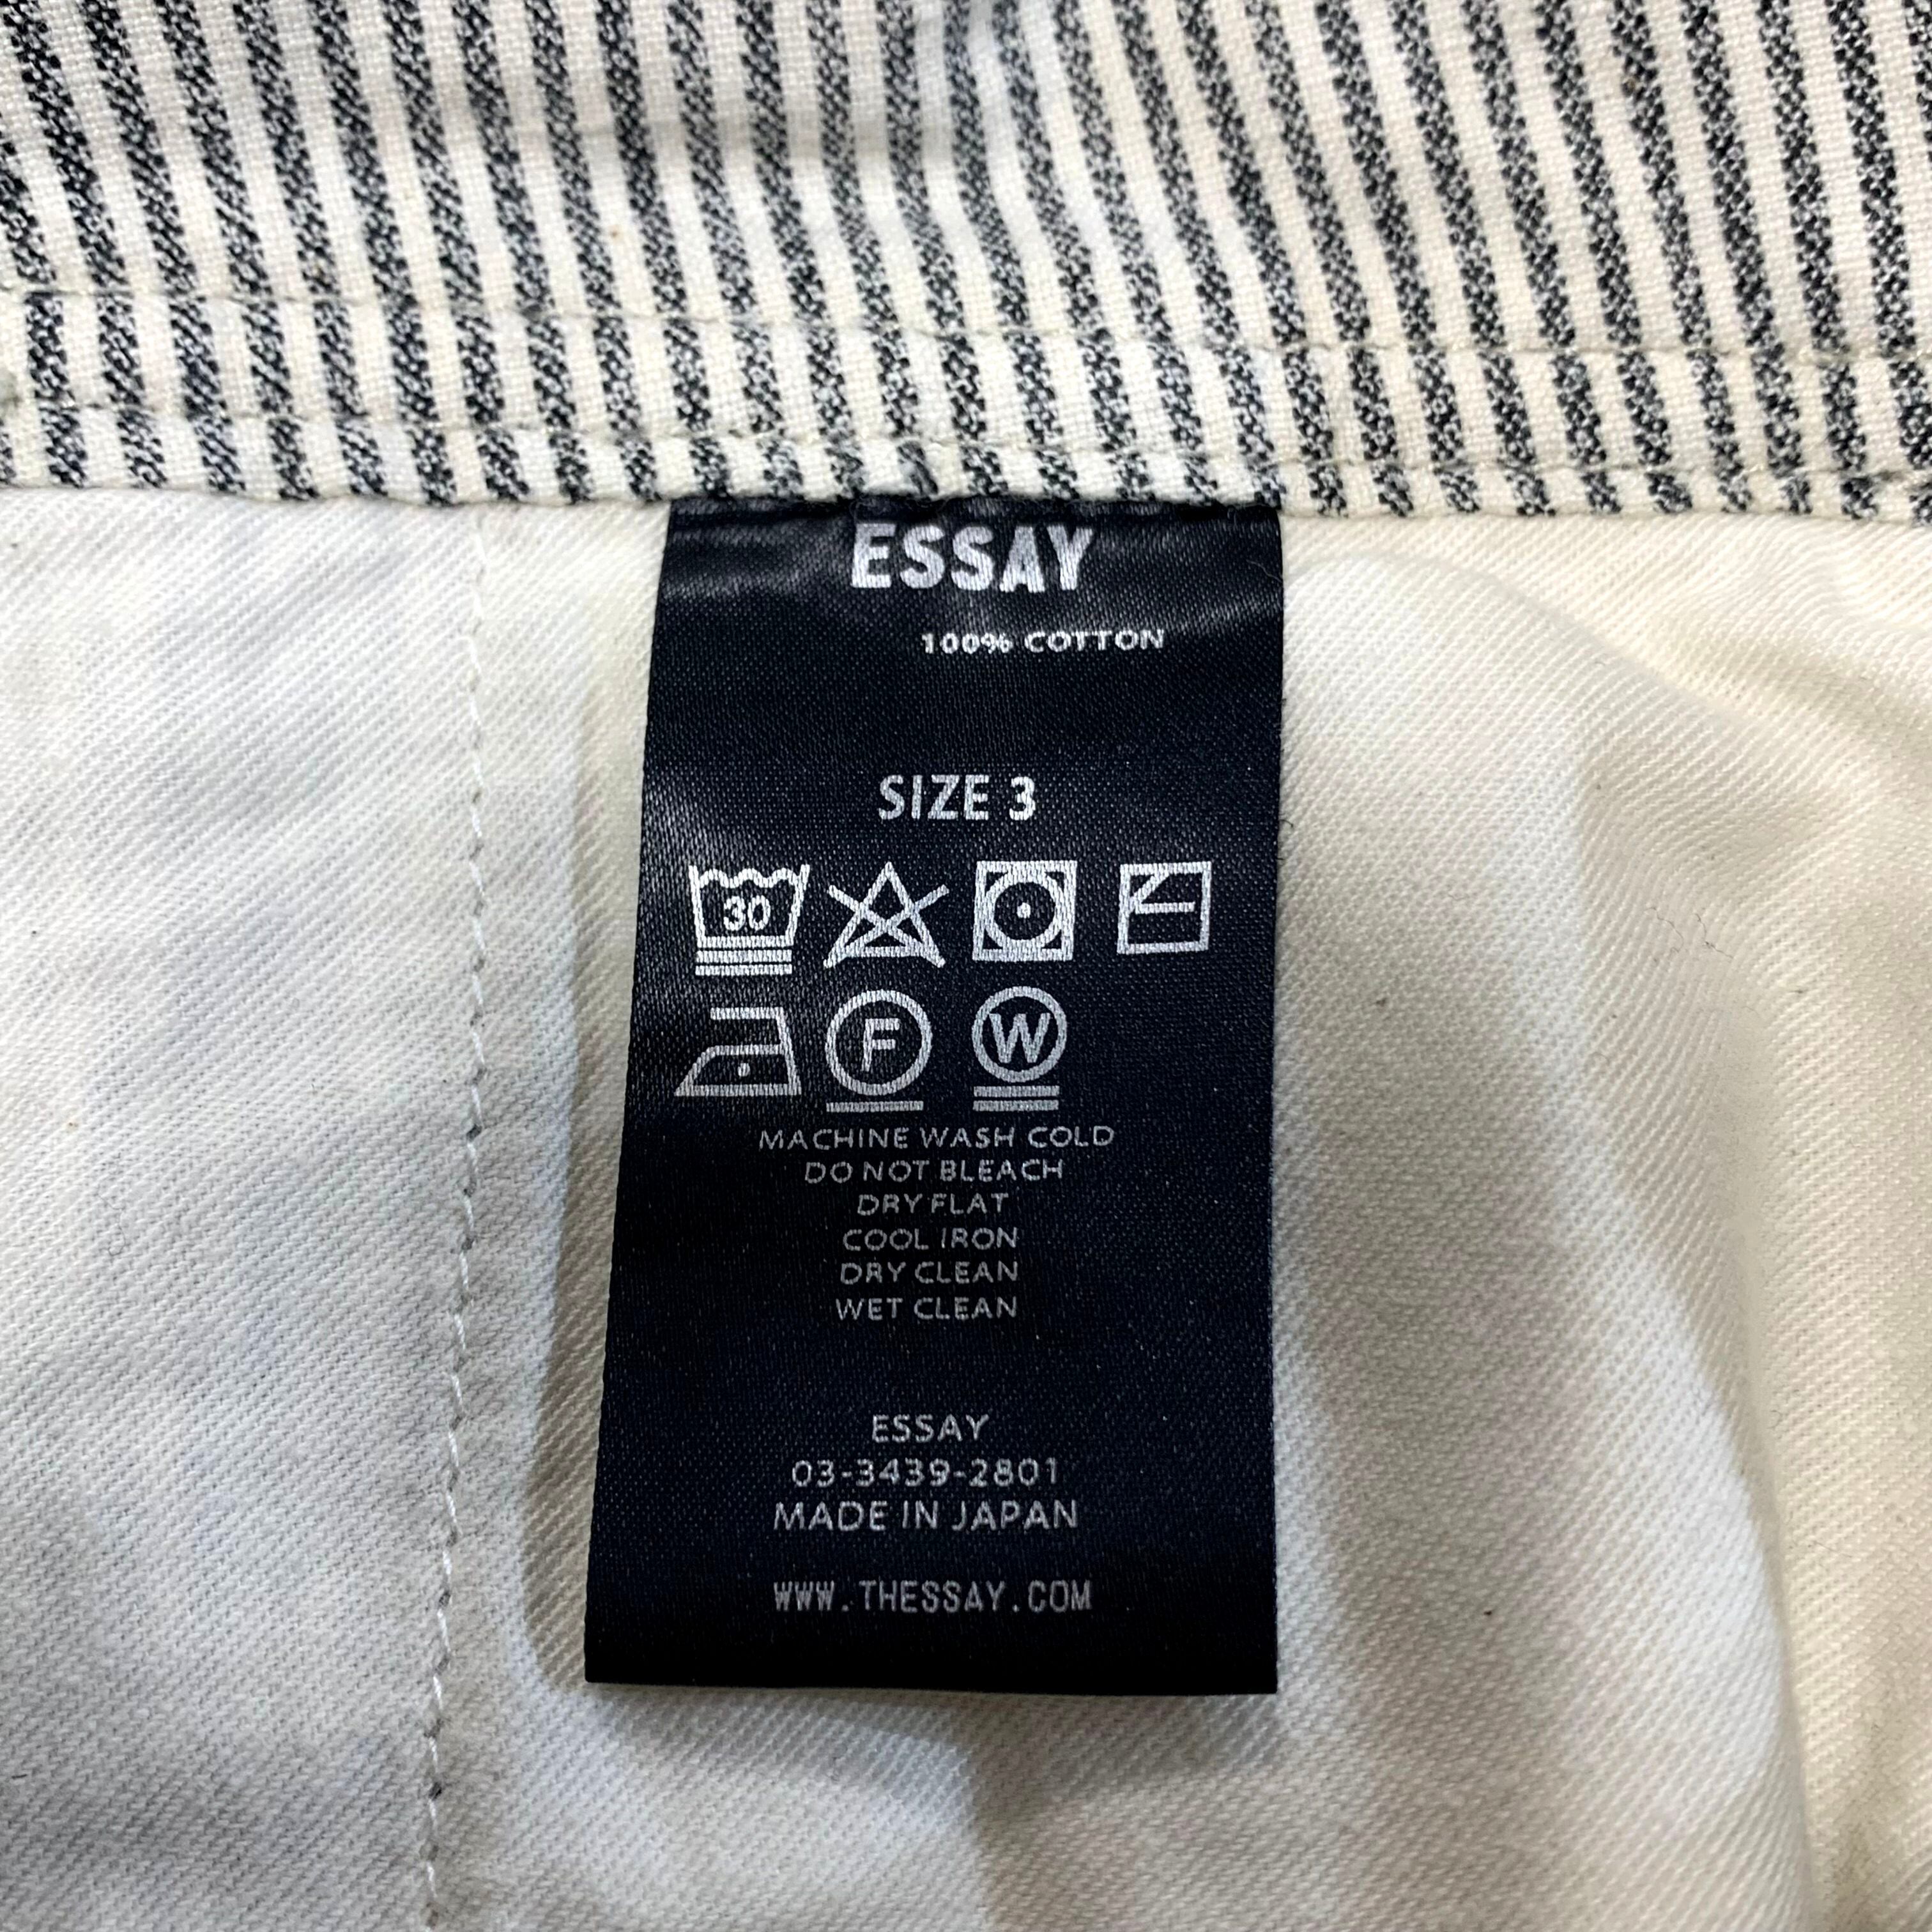 ESSAY
100% COTTON
SIZE 3
30
F W
MACHINE WASH COLD
DO NOT BLEACH
DRY FLAT
COOL IRON
DRY CLEAN
WET CLEAN
ESSAY
03-3439-2801
MADE IN JAPAN
WWW.THESSAY.COM